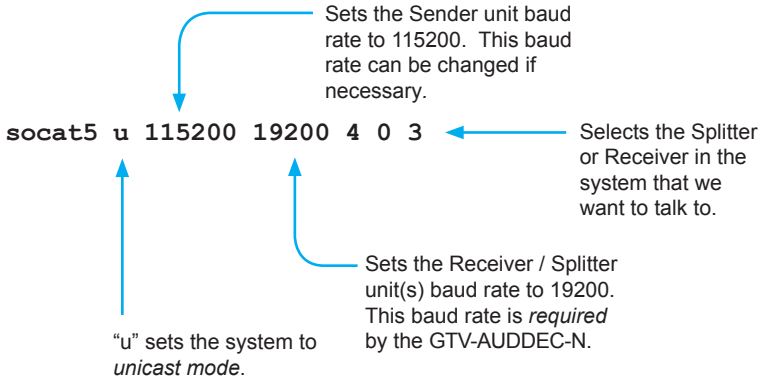 Sets the Sender unit baud
rate to 115200.  This baud
rate can be changed if
necessary.
socat5 u 115200 19200 4 0 3
Selects the Splitter
or Receiver in the
system that we
want to talk to.
Sets the Receiver / Splitter
unit(s) baud rate to 19200.
This baud rate is required
by the GTV-AUDDEC-N.
“u” sets the system to
unicast mode.